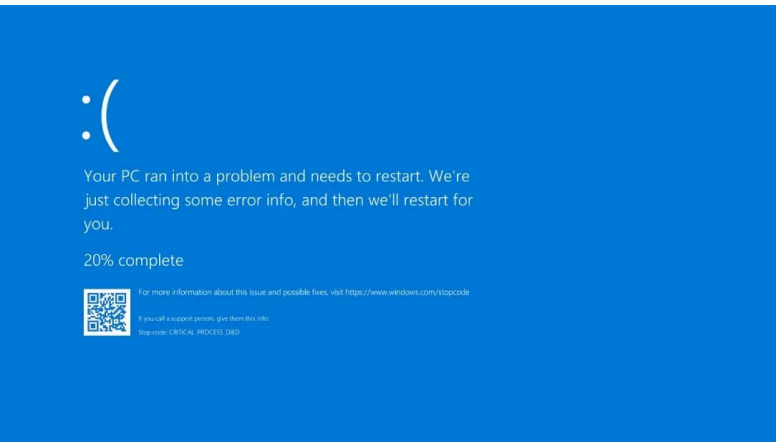 :(
Your PC ran into a problem and needs to restart. We're
just collecting some error info, and then we'll restart for
you.
20% complete
For more information about this issue and possible fixes, visit https://www.windows.com/stopcode
If you call a support person, give them this info:
Stop code: CRITICAL_PROCESS_DIED